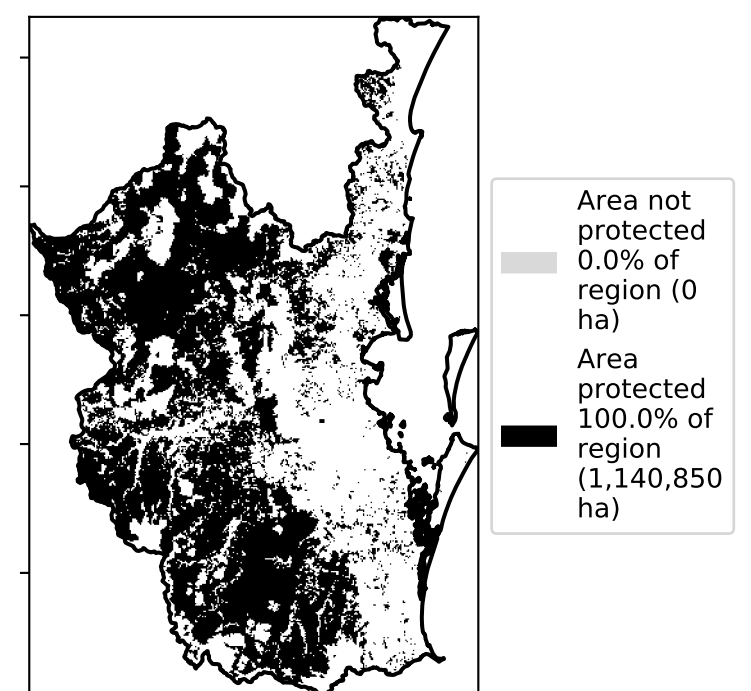 Area not
protected
0.0% of
region (0
ha)
Area
protected
100.0% of
region
(1,140,850
ha)